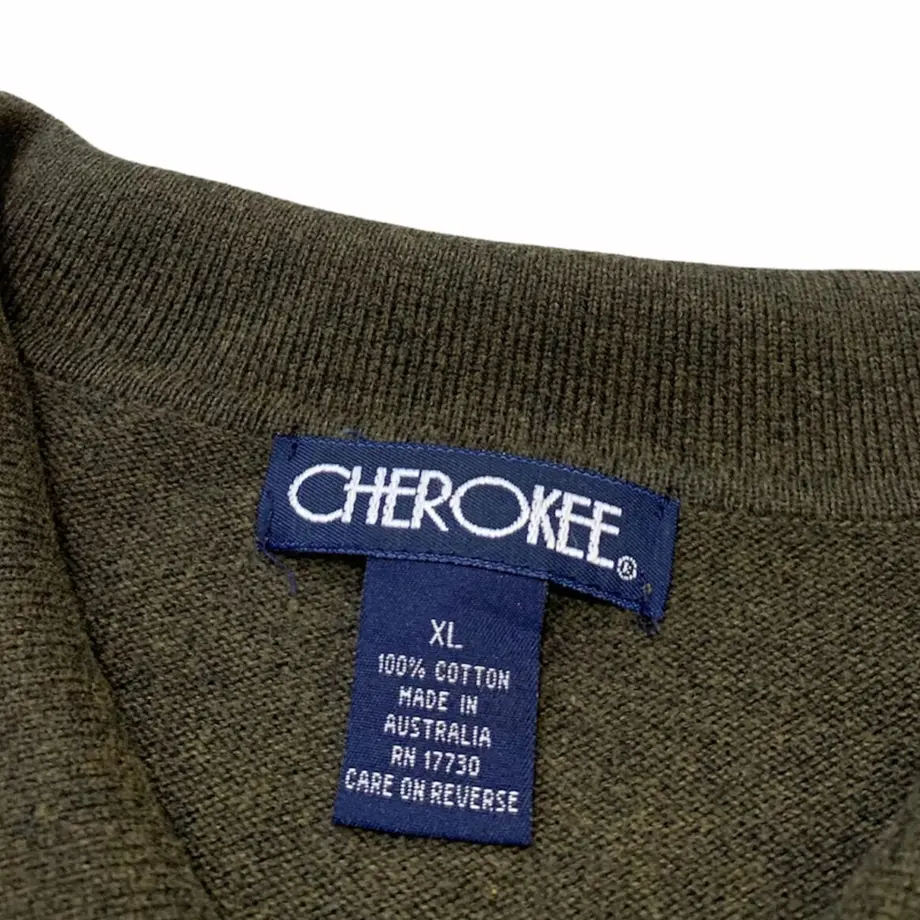 CHEROKEE®
XL
100% COTTON
MADE IN
AUSTRALIA
RN 17730
CARE ON REVERSE